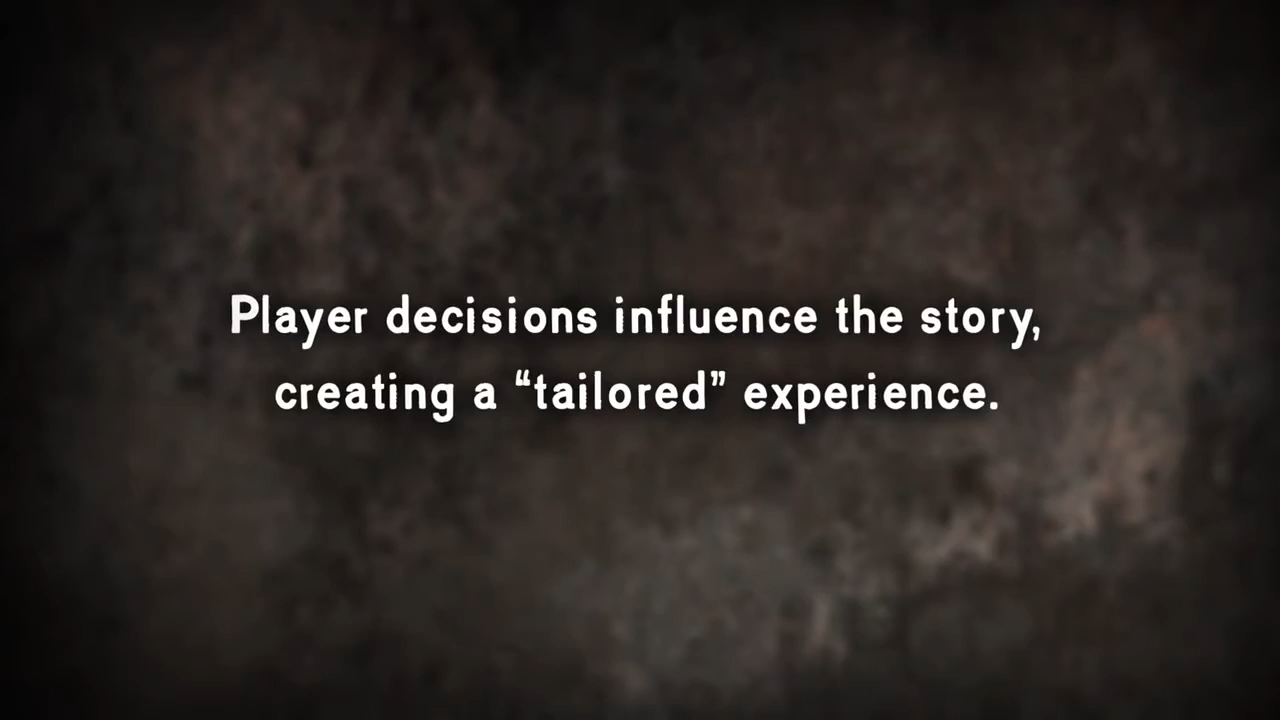 Player decisions influence the story,
creating a “tailored” experience.